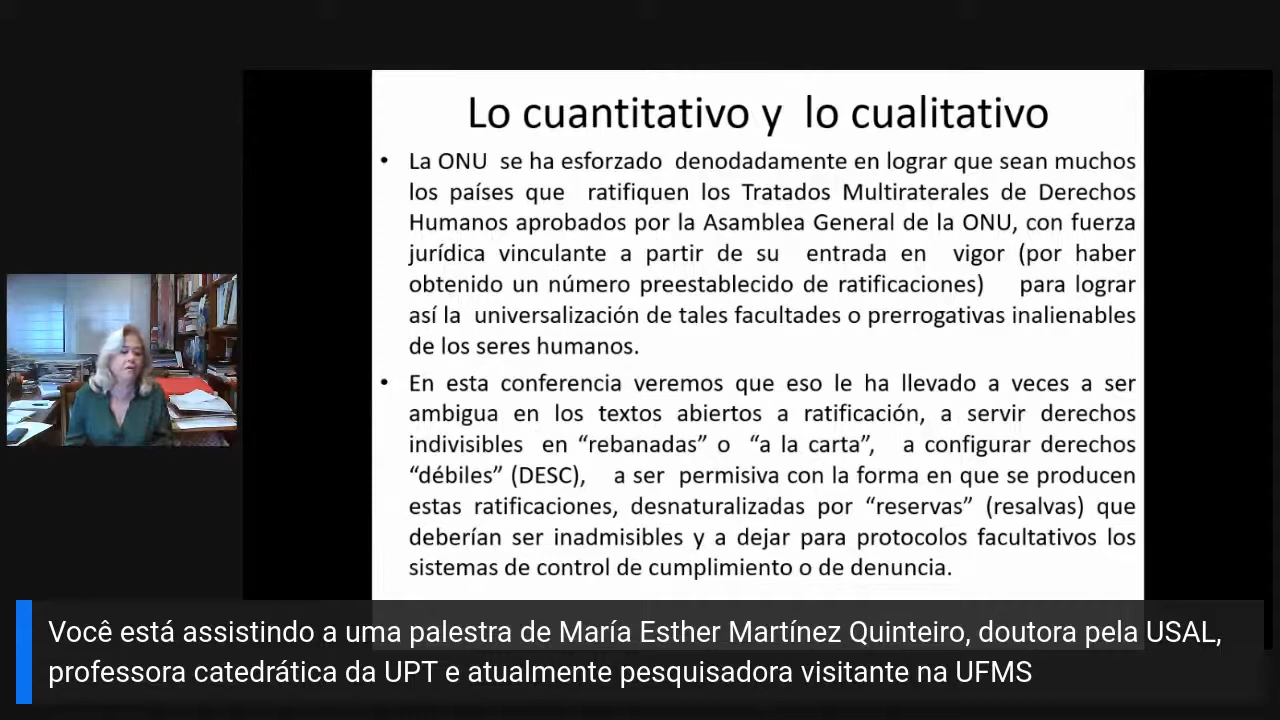 Lo cuantitativo y lo cualitativo
• La ONU se ha esforzado denodadamente en lograr que sean muchos
los países que ratifiquen los Tratados Multiraterales de Derechos
Humanos aprobados por la Asamblea General de la ONU, con fuerza
jurídica vinculante a partir de su entrada en vigor (por haber
obtenido un número preestablecido de ratificaciones) para lograr
así la universalización de tales facultades o prerrogativas inalienables
de los seres humanos.
• En esta conferencia veremos que eso le ha llevado a veces a ser
ambigua en los textos abiertos a ratificación, a servir derechos
indivisibles en “rebanadas” o “a la carta”, a configurar derechos
“débiles” (DESC), a ser permisiva con la forma en que se producen
estas ratificaciones, desnaturalizadas por “reservas” (resalvas) que
deberían ser inadmisibles y a dejar para protocolos facultativos los
sistemas de control de cumplimiento o de denuncia.
Você está assistindo a uma palestra de María Esther Martínez Quinteiro, doutora pela USAL,
professora catedrática da UPT e atualmente pesquisadora visitante na UFMS